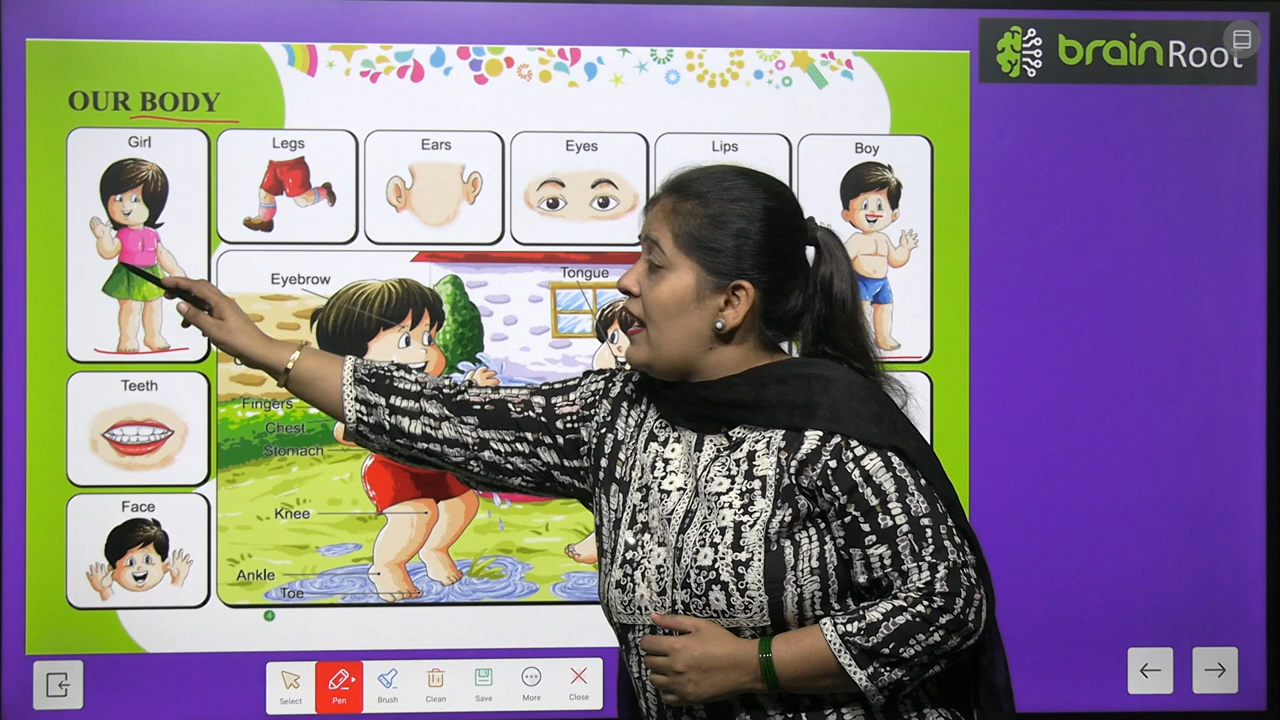 brainRoot
OUR BODY
Girl
Legs
Ears
Eyes
Lips
Boy
Eyebrow
Tongue
Teeth
Fingers
Chest
Stomach
Face
Knee
Ankle
Toe
4
Select
Pen
Brush
Clean
Save
More
Close